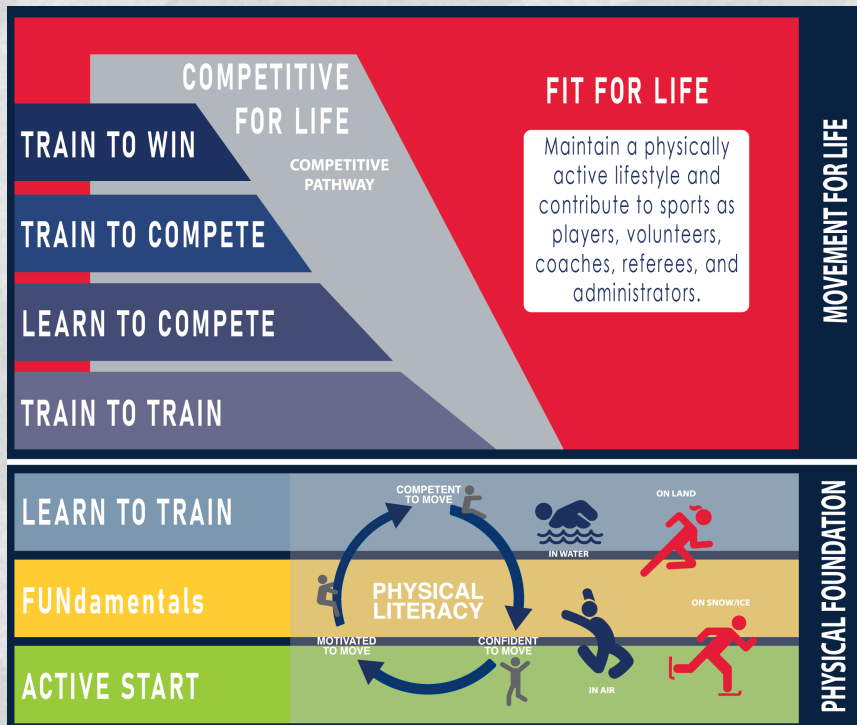 COMPETITIVE
FOR LIFE
COMPETITIVE
PATHWAY
FIT FOR LIFE
Maintain a physically
active lifestyle and
contribute to sports as
players, volunteers,
coaches, referees, and
administrators.
TRAIN TO WIN
TRAIN TO COMPETE
LEARN TO COMPETE
TRAIN TO TRAIN
MOVEMENT FOR LIFE
LEARN TO TRAIN
FUNdamentals
ACTIVE START
COMPETENT
TO MOVE
PHYSICAL
LITERACY
MOTIVATED
TO MOVE
CONFIDENT
TO MOVE
IN WATER
ON LAND
IN AIR
ON SNOW/ICE
PHYSICAL FOUNDATION